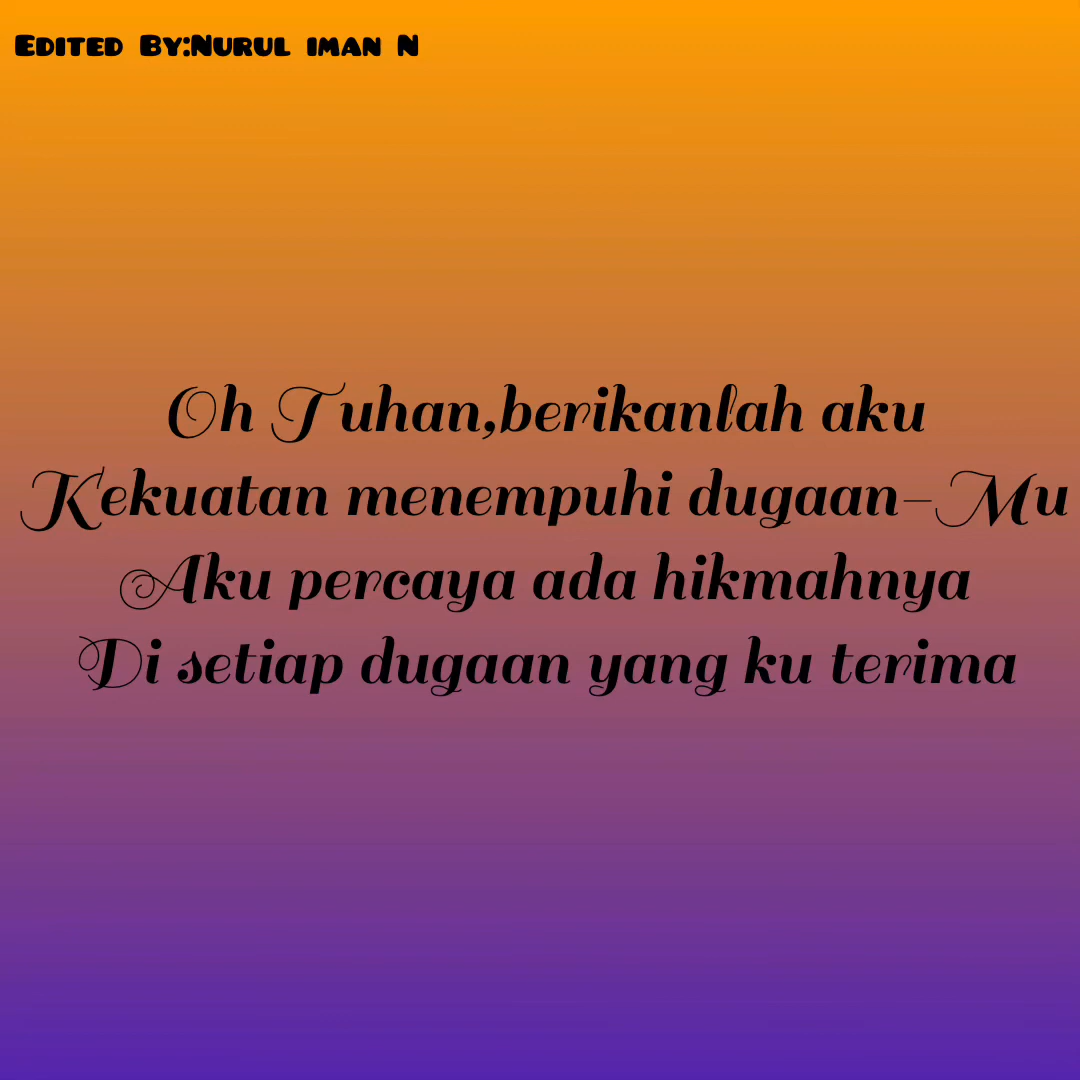 Edited By:Nurul iman N
Oh Tuhan,berikanlah aku
Kekuatan menempuhi dugaan-Mu
Aku percaya ada hikmahnya
Di setiap dugaan yang ku terima